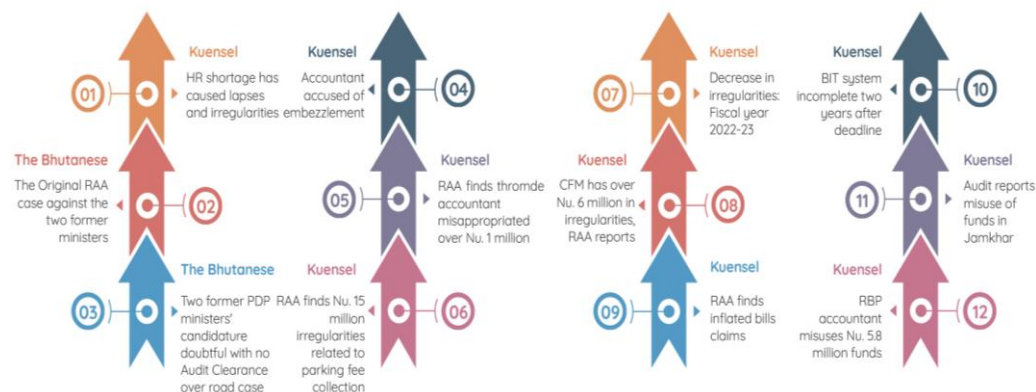 01
Kuensel
HR shortage has
caused lapses
and irregularities
The Bhutanese
The Original RAA
case against the
two former
ministers
02
03
The Bhutanese
Two former PDP
ministers'
candidature
doubtful with no
Audit Clearance
over road case
Kuensel
Accountant
accused of
embezzlement
04
05
Kuensel
RAA finds thromde
accountant
misappropriated
over Nu. 1 million
Kuensel
RAA finds Nu. 15
million
irregularities
related to
parking fee
collection
06
07
Kuensel
Decrease in
irregularities:
Fiscal year
2022-23
Kuensel
CFM has over
Nu. 6 million in
irregularities,
RAA reports
08
09
Kuensel
RAA finds
inflated bills
claims
Kuensel
BIT system
incomplete two
years after
deadline
10
11
Kuensel
Audit reports
misuse of
funds in
Jamkhar
Kuensel
RBP
accountant
misuses Nu. 5.8
million funds
12